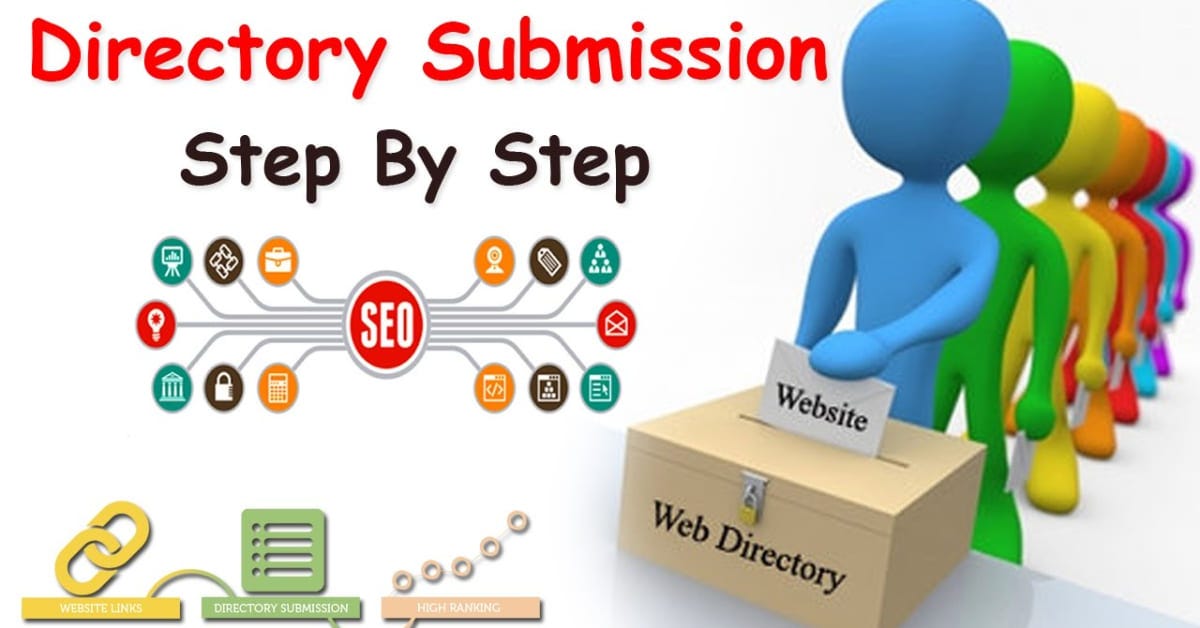 Directory Submission
Step By Step
SEO
Website
Web Directory
WEBSITE LINKS
DIRECTORY SUBMISSION
HIGH RANKING